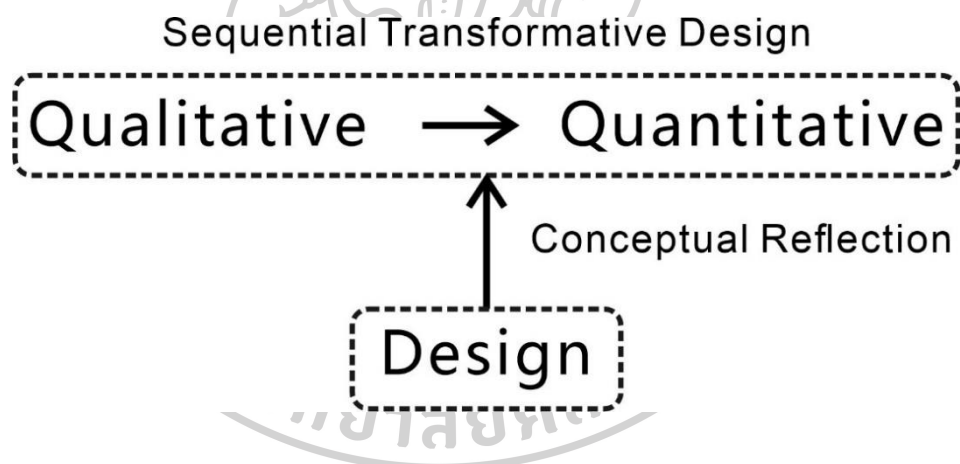 Sequential Transformative Design
Qualitative → Quantitative
Conceptual Reflection
Design